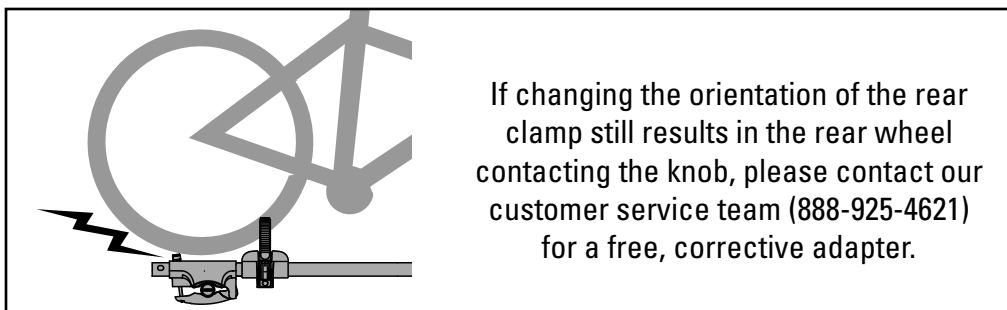 If changing the orientation of the rear
clamp still results in the rear wheel
contacting the knob, please contact our
customer service team (888-925-4621)
for a free, corrective adapter.